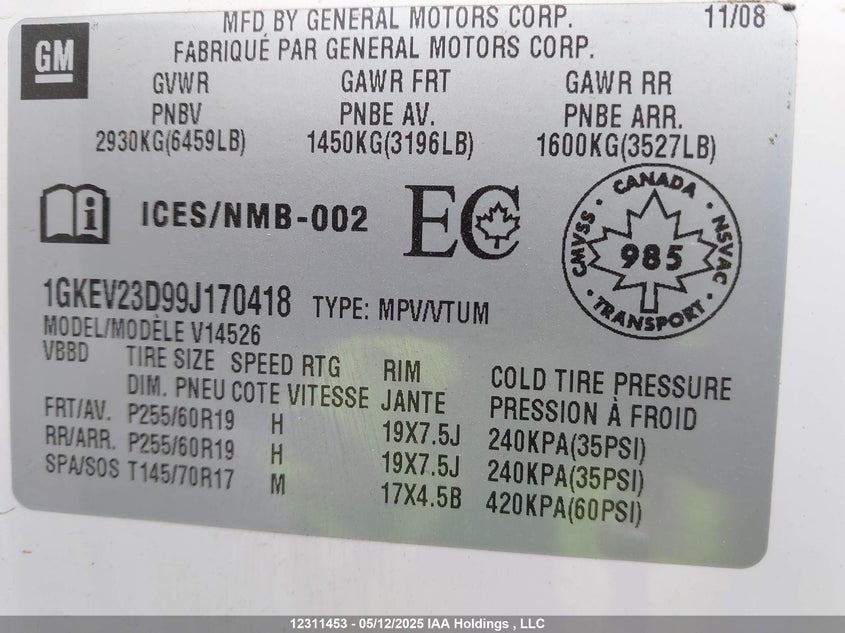 MFD BY GENERAL MOTORS CORP. 11/08
GM
FABRIQUÉ PAR GENERAL MOTORS CORP.
GVWR GAWR FRT GAWR RR
PNBV PNBE AV. PNBE ARR.
2930KG(6459LB) 1450KG(3196LB) 1600KG(3527LB)
i ICES/NMB-002 EC
CANADA
CMVSS 985 NSVAC
TRANSPORT
1GKEV23D99J170418 TYPE: MPV/VTUM
MODEL/MODÈLE V14526
VBBD TIRE SIZE SPEED RTG RIM COLD TIRE PRESSURE
DIM. PNEU COTE VITESSE JANTE PRESSION À FROID
FRT/AV. P255/60R19 H 19X7.5J 240KPA(35PSI)
RR/ARR. P255/60R19 H 19X7.5J 240KPA(35PSI)
SPA/SOS T145/70R17 M 17X4.5B 420KPA(60PSI)
12311453 - 05/12/2025 IAA Holdings , LLC